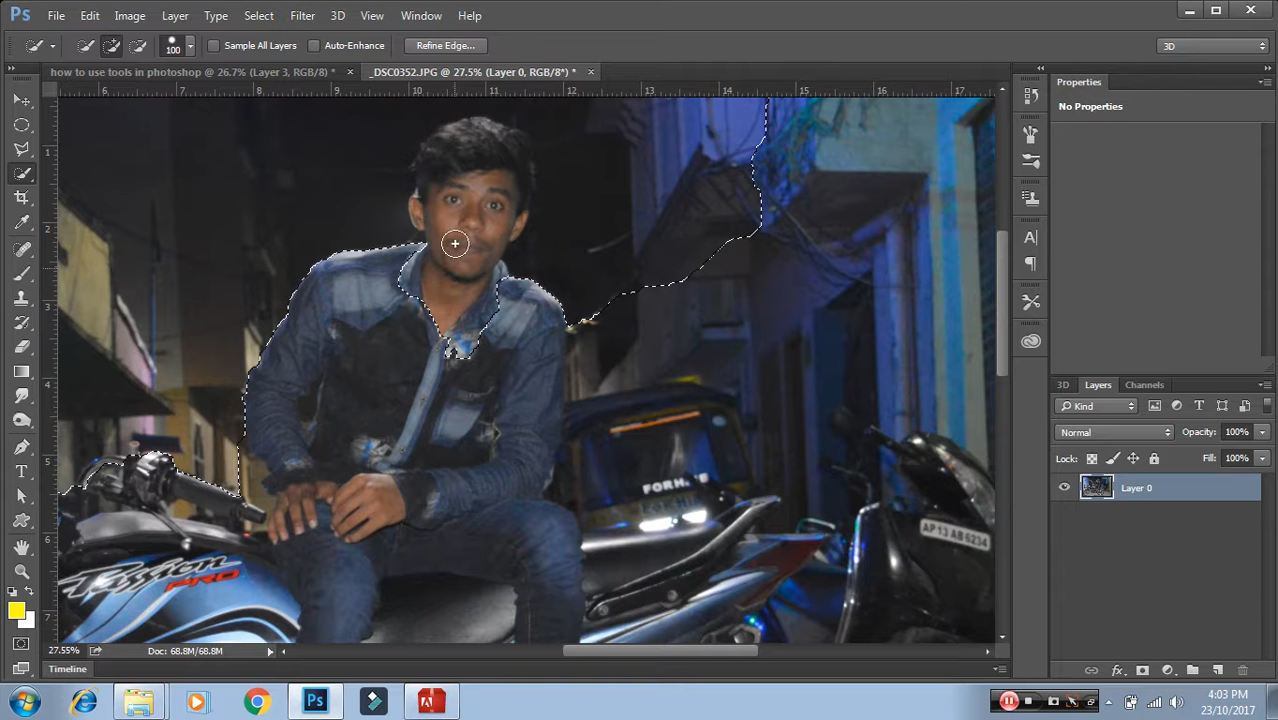 Ps File Edit Image Layer Type Select Filter 3D View Window Help
100 Sample All Layers Auto-Enhance Refine Edge... 3D
how to use tools in photoshop @ 26.7% (Layer 3, RGB/8) * × _DSC0352.JPG @ 27.5% (Layer 0, RGB/8*) * ×
6 7 8 9 10 11 12 13 14 15 16 17
Properties
No Properties
1
2
3
4
5
6
7
FORHIRE
AP 13 AB 6234
Passion
PRO
3D Layers Channels
Kind
Normal Opacity: 100%
Lock: Fill: 100%
Layer 0
fx
27.55% Doc: 68.8M/68.8M
Timeline
Ps
4:03 PM
23/10/2017